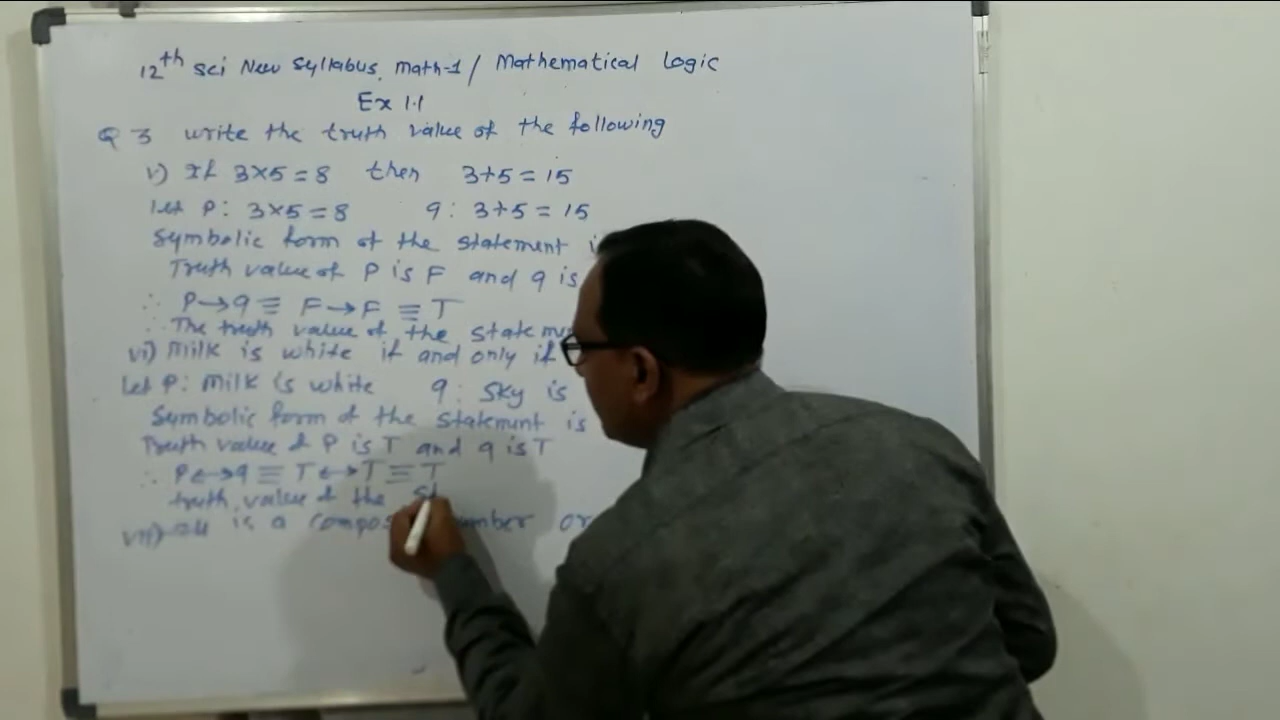 12th Sci New Syllabus, Math-1 / Mathematical Logic
Ex 1.1
Q 3 write the truth value of the following
v) If 3×5=8 then 3+5=15
Let P: 3×5=8 q: 3+5=15
Symbolic form of the statement i
Truth value of P is F and q is
∴ P→q ≡ F→F ≡ T
∴ The truth value of the statem
vi) Milk is white if and only if
Let P: Milk is white q: Sky is
Symbolic form of the statement is
Truth value of P is T and q is T
∴ P↔q ≡ T↔T ≡ T
truth value of the st
vii) 24 is a compos umber or